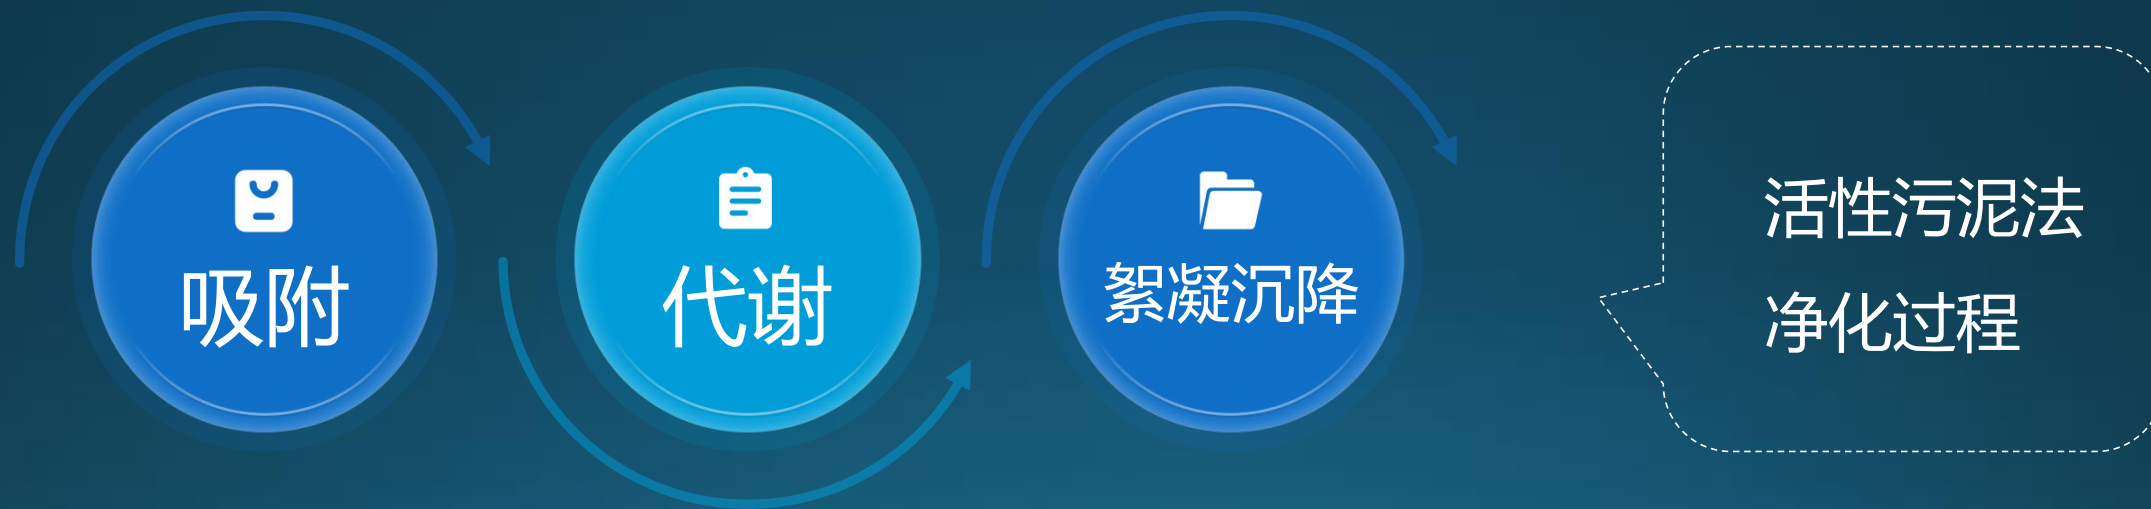 吸附
代谢
絮凝沉降
活性污泥法
净化过程